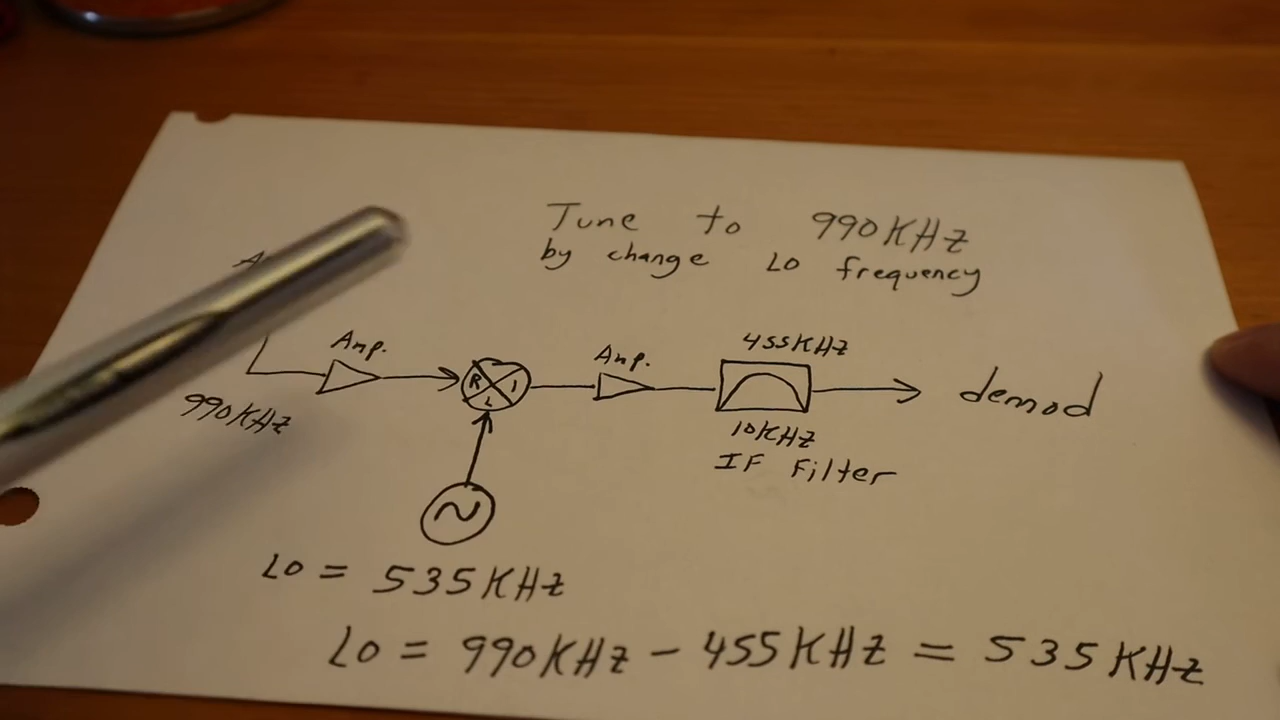 Tune to 990KHz
by change LO frequency
Amp.
Amp.
455KHz
R
I
L
990KHz
demod
10KHz
IF Filter
LO = 535KHz
LO = 990KHz - 455KHz = 535KHz